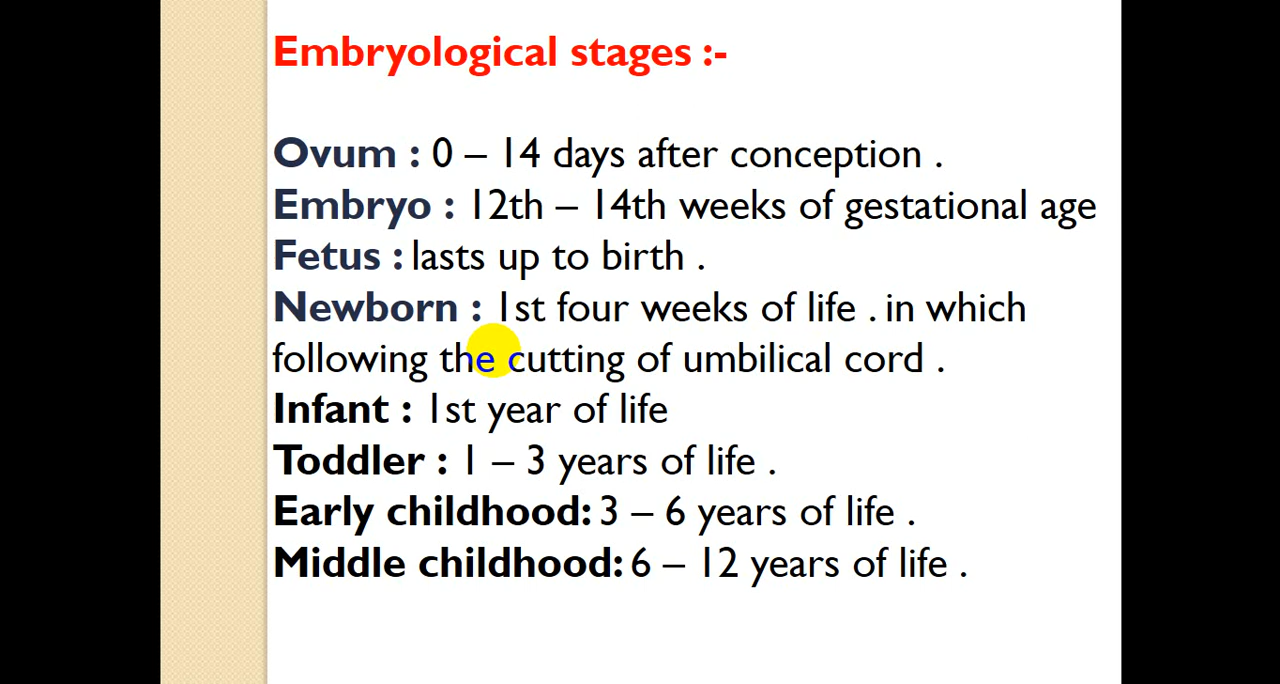 Embryological stages :-
Ovum : 0 – 14 days after conception .
Embryo : 12th – 14th weeks of gestational age
Fetus : lasts up to birth .
Newborn : 1st four weeks of life . in which
following the cutting of umbilical cord .
Infant : 1st year of life
Toddler : 1 – 3 years of life .
Early childhood: 3 – 6 years of life .
Middle childhood: 6 – 12 years of life .